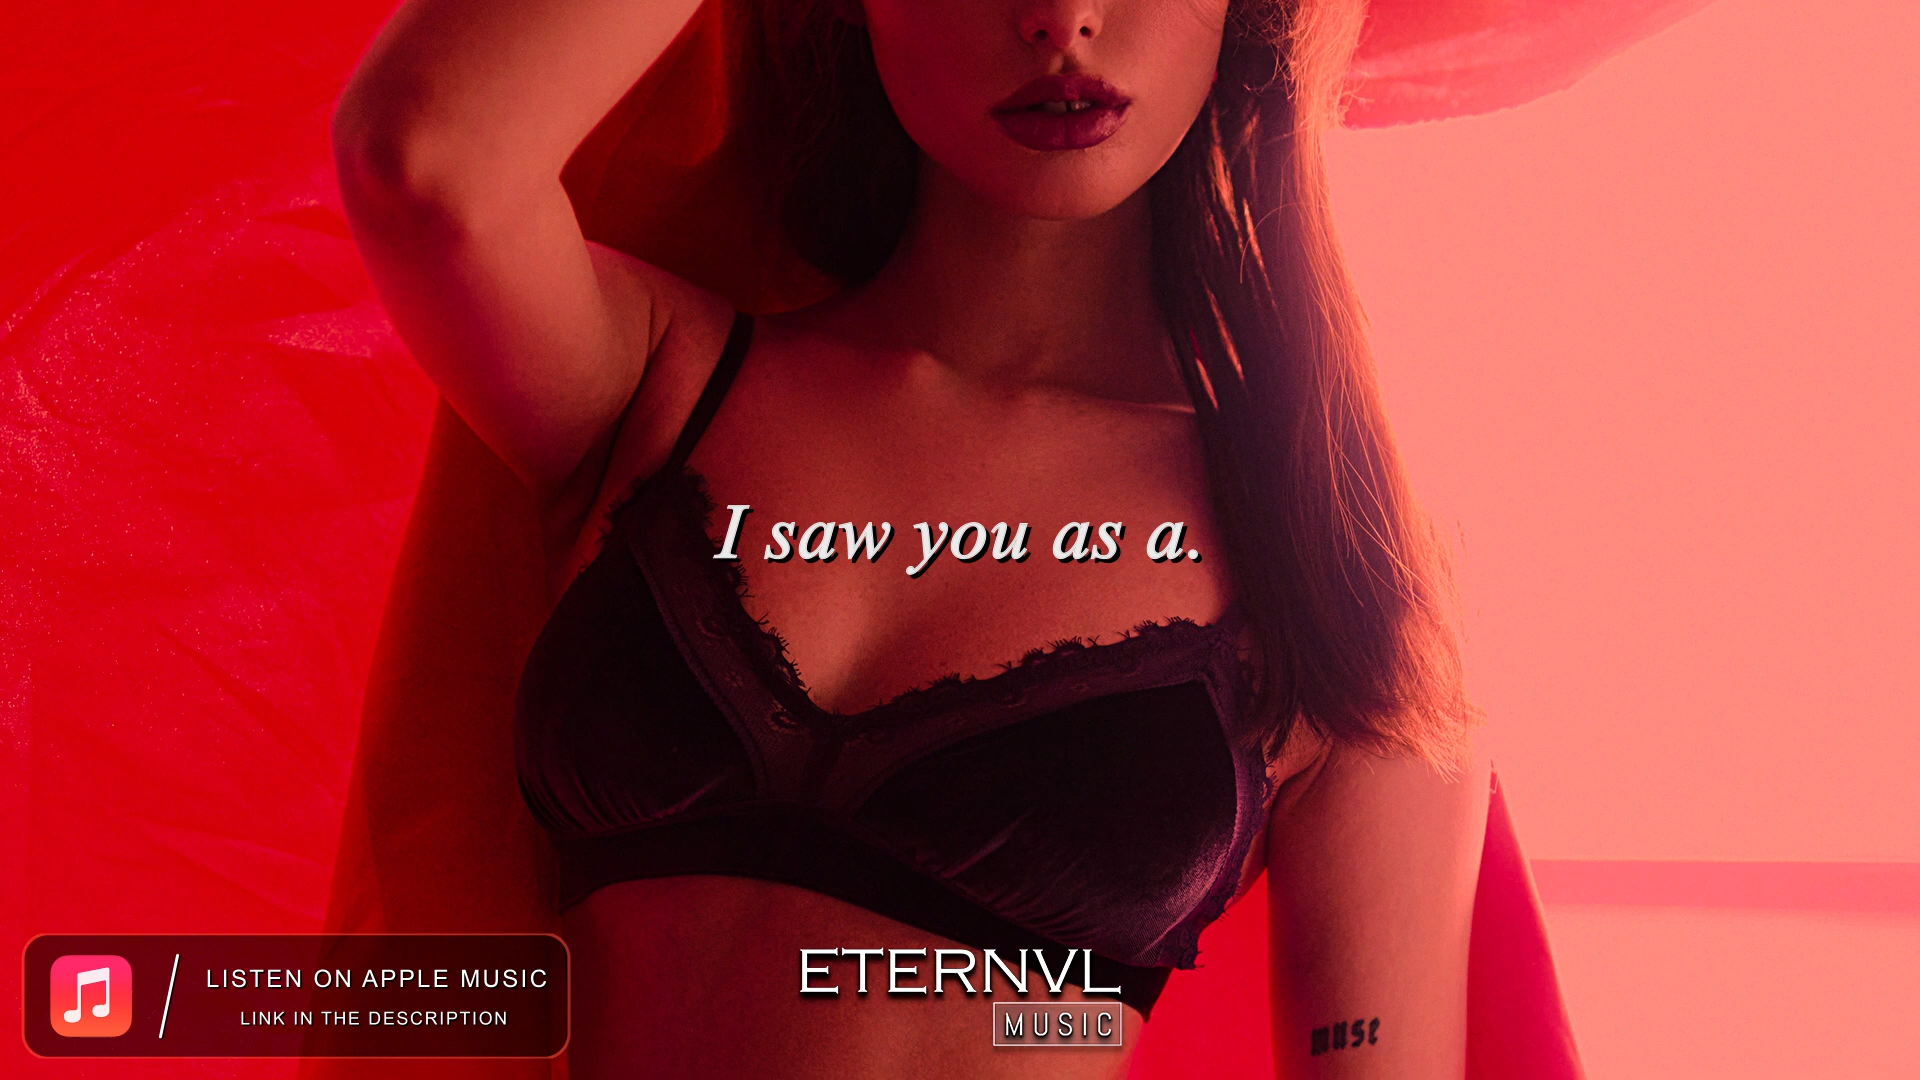 I saw you as a.
LISTEN ON APPLE MUSIC
LINK IN THE DESCRIPTION
ETERNVL
MUSIC
muse